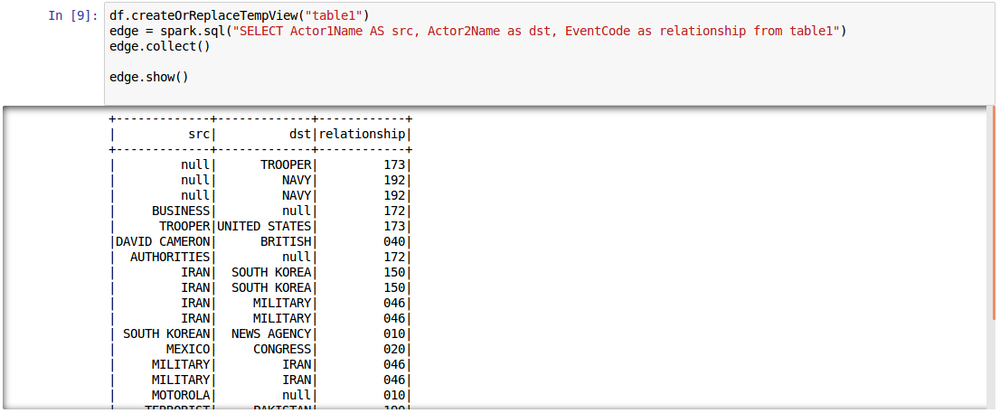 In [9]: df.createOrReplaceTempView("table1")
edge = spark.sql("SELECT Actor1Name AS src, Actor2Name as dst, EventCode as relationship from table1")
edge.collect()
edge.show()
+-------------+-------------+------------+
|          src|          dst|relationship|
+-------------+-------------+------------+
|         null|      TROOPER|         173|
|         null|         NAVY|         192|
|         null|         NAVY|         192|
|     BUSINESS|         null|         172|
|      TROOPER|UNITED STATES|         173|
|DAVID CAMERON|      BRITISH|         040|
|  AUTHORITIES|         null|         172|
|         IRAN|  SOUTH KOREA|         150|
|         IRAN|  SOUTH KOREA|         150|
|         IRAN|     MILITARY|         046|
|         IRAN|     MILITARY|         046|
| SOUTH KOREAN|  NEWS AGENCY|         010|
|       MEXICO|     CONGRESS|         020|
|     MILITARY|         IRAN|         046|
|     MILITARY|         IRAN|         046|
|     MOTOROLA|         null|         010|
|    TERRORIST|     PAKISTAN|         190|